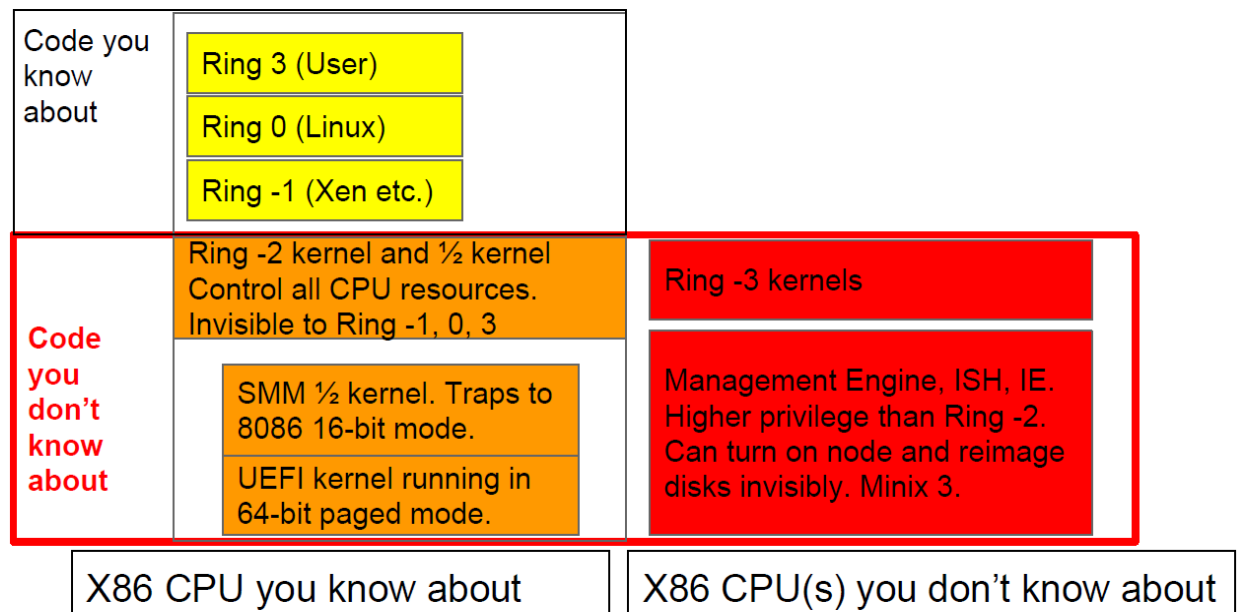 Code you
know
about
Ring 3 (User)
Ring 0 (Linux)
Ring -1 (Xen etc.)
Code
you
don't
know
about
Ring -2 kernel and ½ kernel
Control all CPU resources.
Invisible to Ring -1, 0, 3
SMM ½ kernel. Traps to
8086 16-bit mode.
UEFI kernel running in
64-bit paged mode.
Ring -3 kernels
Management Engine, ISH, IE.
Higher privilege than Ring -2.
Can turn on node and reimage
disks invisibly. Minix 3.
X86 CPU you know about
X86 CPU(s) you don't know about